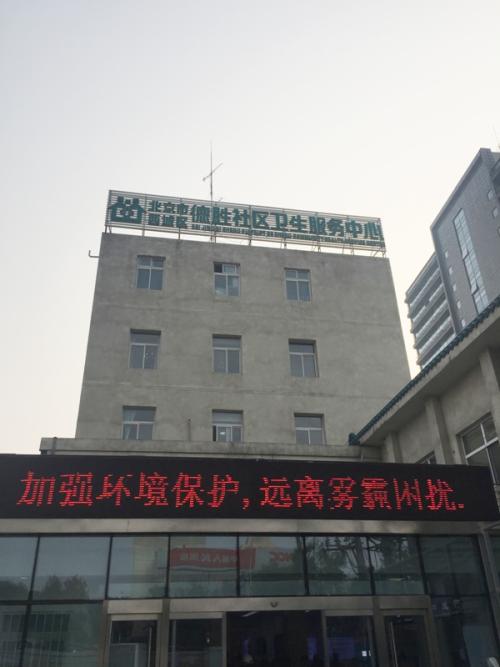 北京市
西城区
德胜社区卫生服务中心
加强环境保护,远离雾霾困扰.